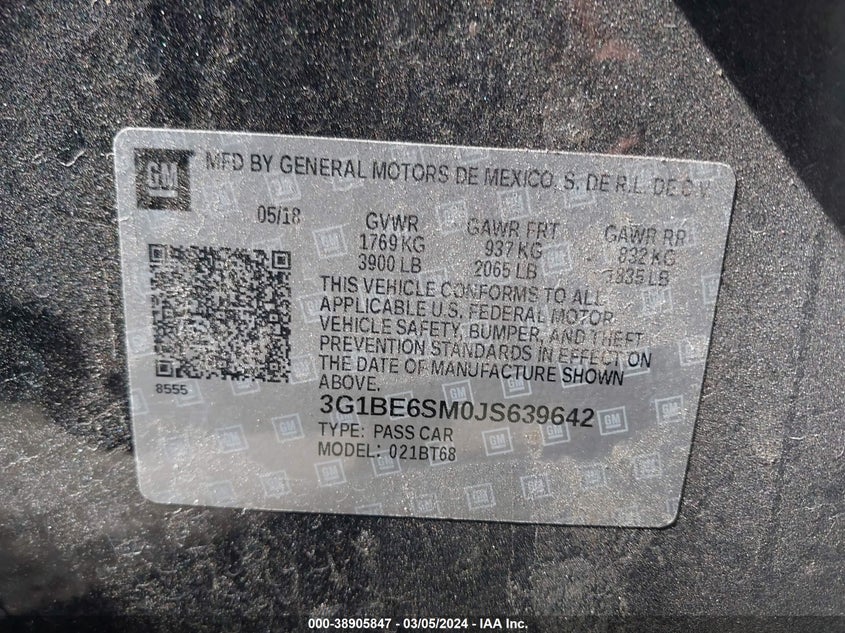 GM
MFD BY GENERAL MOTORS DE MEXICO, S. DE R.L. DE C.V
05/18
GVWR GAWR FRT GAWR RR
1769 KG 937 KG 832 KG
3900 LB 2065 LB 1835 LB
THIS VEHICLE CONFORMS TO ALL
APPLICABLE U.S. FEDERAL MOTOR
VEHICLE SAFETY, BUMPER, AND THEFT
PREVENTION STANDARDS IN EFFECT ON
THE DATE OF MANUFACTURE SHOWN
ABOVE.
8555
3G1BE6SM0JS639642
TYPE: PASS CAR
MODEL: 021BT68
000-38905847 - 03/05/2024 - IAA Inc.